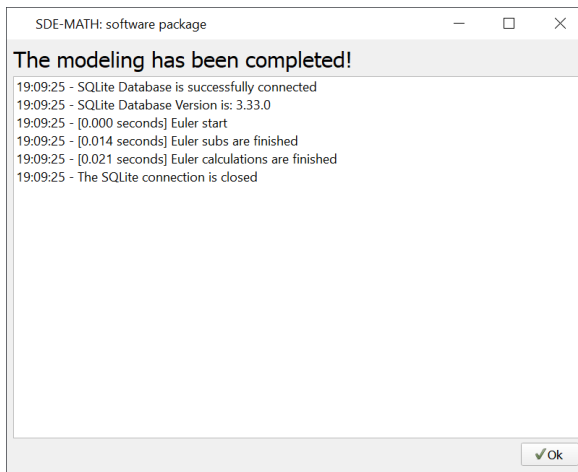 SDE-MATH: software package
The modeling has been completed!
19:09:25 - SQLite Database is successfully connected
19:09:25 - SQLite Database Version is: 3.33.0
19:09:25 - [0.000 seconds] Euler start
19:09:25 - [0.014 seconds] Euler subs are finished
19:09:25 - [0.021 seconds] Euler calculations are finished
19:09:25 - The SQLite connection is closed
Ok